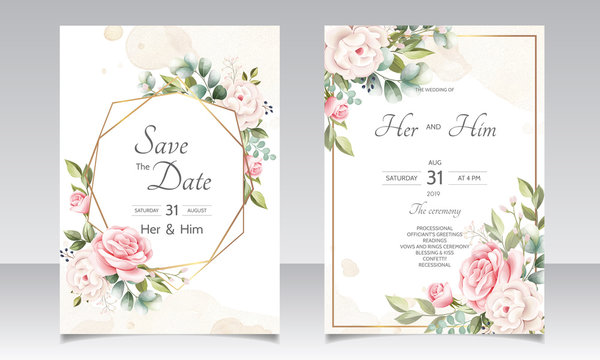 Save
The
Date
SATURDAY 31 AUGUST
Her & Him
THE WEDDING OF
Her AND Him
AUG
SATURDAY 31 AT 4 PM
2019
The ceremony
PROCESSIONAL
OFFICIANT'S GREETINGS
READINGS
VOWS AND RINGS CEREMONY
BLESSING & KISS
CONFETTI
RECESSIONAL